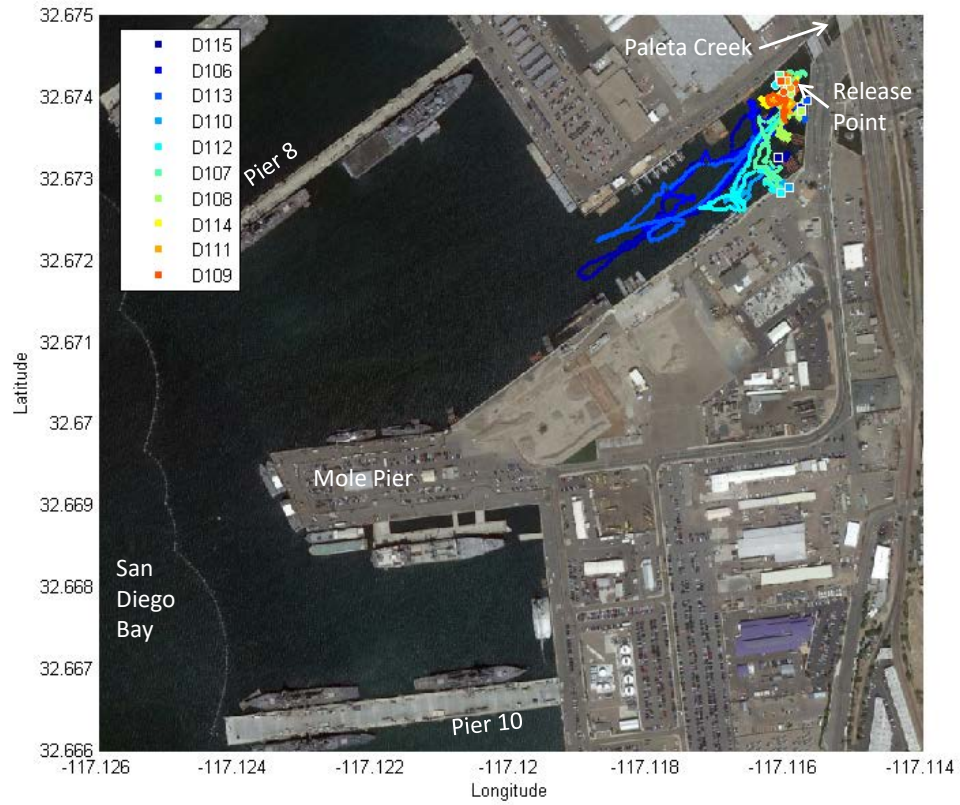 32.675
32.674
32.673
32.672
32.671
32.67
32.669
32.668
32.667
32.666
Latitude
D115
D106
D113
D110
D112
D107
D108
D114
D111
D109
Paleta Creek
Release
Point
Pier 8
Mole Pier
San
Diego
Bay
Pier 10
-117.126
-117.124
-117.122
-117.12
-117.118
-117.116
-117.114
Longitude